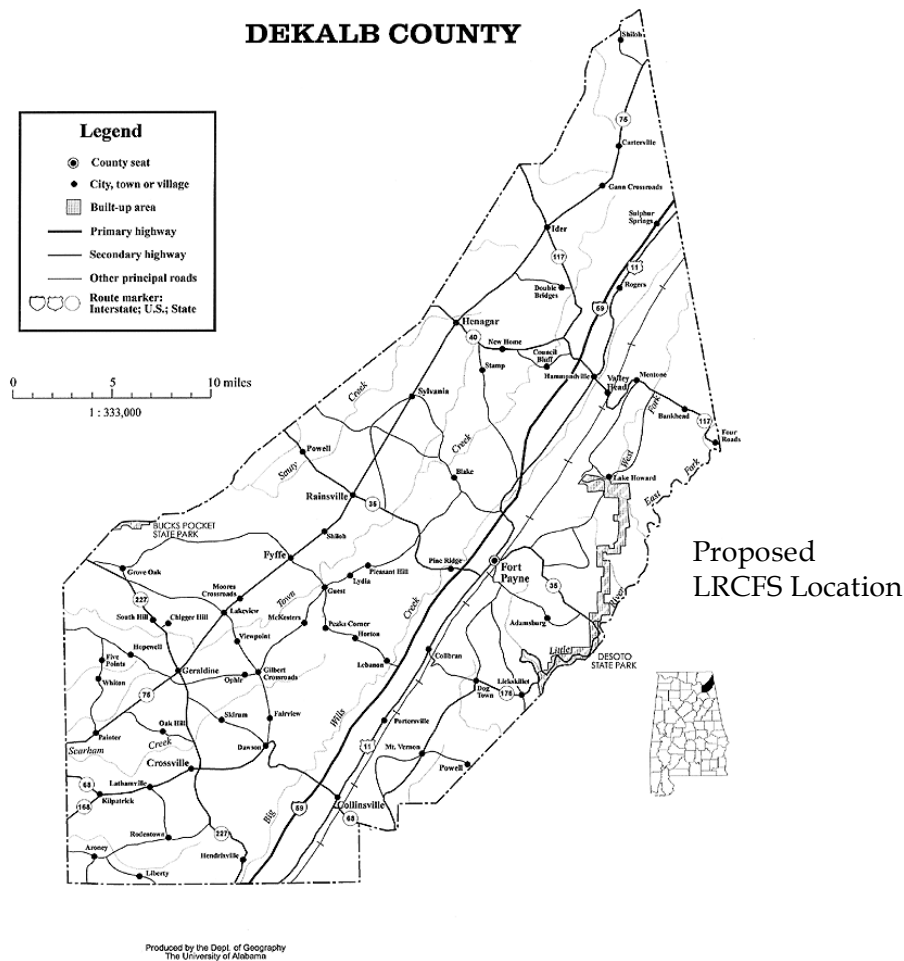 DEKALB COUNTY
Legend
County seat
City, town or village
Built-up area
Primary highway
Secondary highway
Other principal roads
Route marker:
Interstate; U.S.; State
0 5 10 miles
1 : 333,000
Shiloh
75
Carterville
Gann Crossroads
Sulphur
Springs
Ider
117
11
Double
Bridges
Rogers
59
Henagar
40
New Home
Council
Bluff
Stamp
Hammondville
Valley
Head
Mentone
Creek
Sylvania
Bankhead
117
Fork
Four
Roads
Creek
Powell
Sauty
Blake
West
Lake Howard
East
Fork
Rainsville
35
BUCKS POCKET
STATE PARK
Shiloh
Fyffe
Pine Ridge
Fort
Payne
Proposed
LRCFS Location
Grove Oak
Pleasant Hill
Lydia
Guest
35
227
Moores
Crossroads
Town
Lakeview
Creek
River
South Hill
Chigger Hill
McKesters
Peaks Corner
Adamsburg
Viewpoint
Horton
Hopewell
Five
Points
Lebanon
Collbran
Little
DESOTO
STATE PARK
Geraldine
Ophir
Gilbert
Crossroads
Whiton
Dog
Town
Lickskillet
176
75
Skirum
Fairview
Wills
Portersville
Oak Hill
Painter
Creek
Dawson
11
Mt. Vernon
Scarham
Crossville
Powell
68
Lathamville
Kilpatrick
168
59
Collinsville
68
Big
Rodentown
227
Aroney
Hendrixville
Liberty
Produced by the Dept. of Geography
The University of Alabama